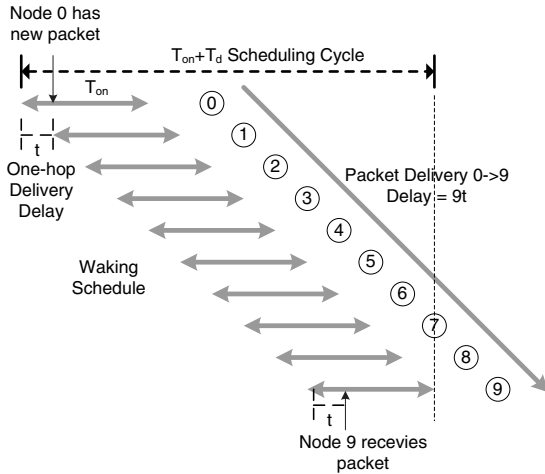 Node 0 has
new packet
Ton+Td Scheduling Cycle
Ton
0
1
t
One-hop
Delivery
Delay
2
Packet Delivery 0->9
Delay = 9t
3
4
5
Waking
Schedule
6
7
8
9
t
Node 9 recevies
packet